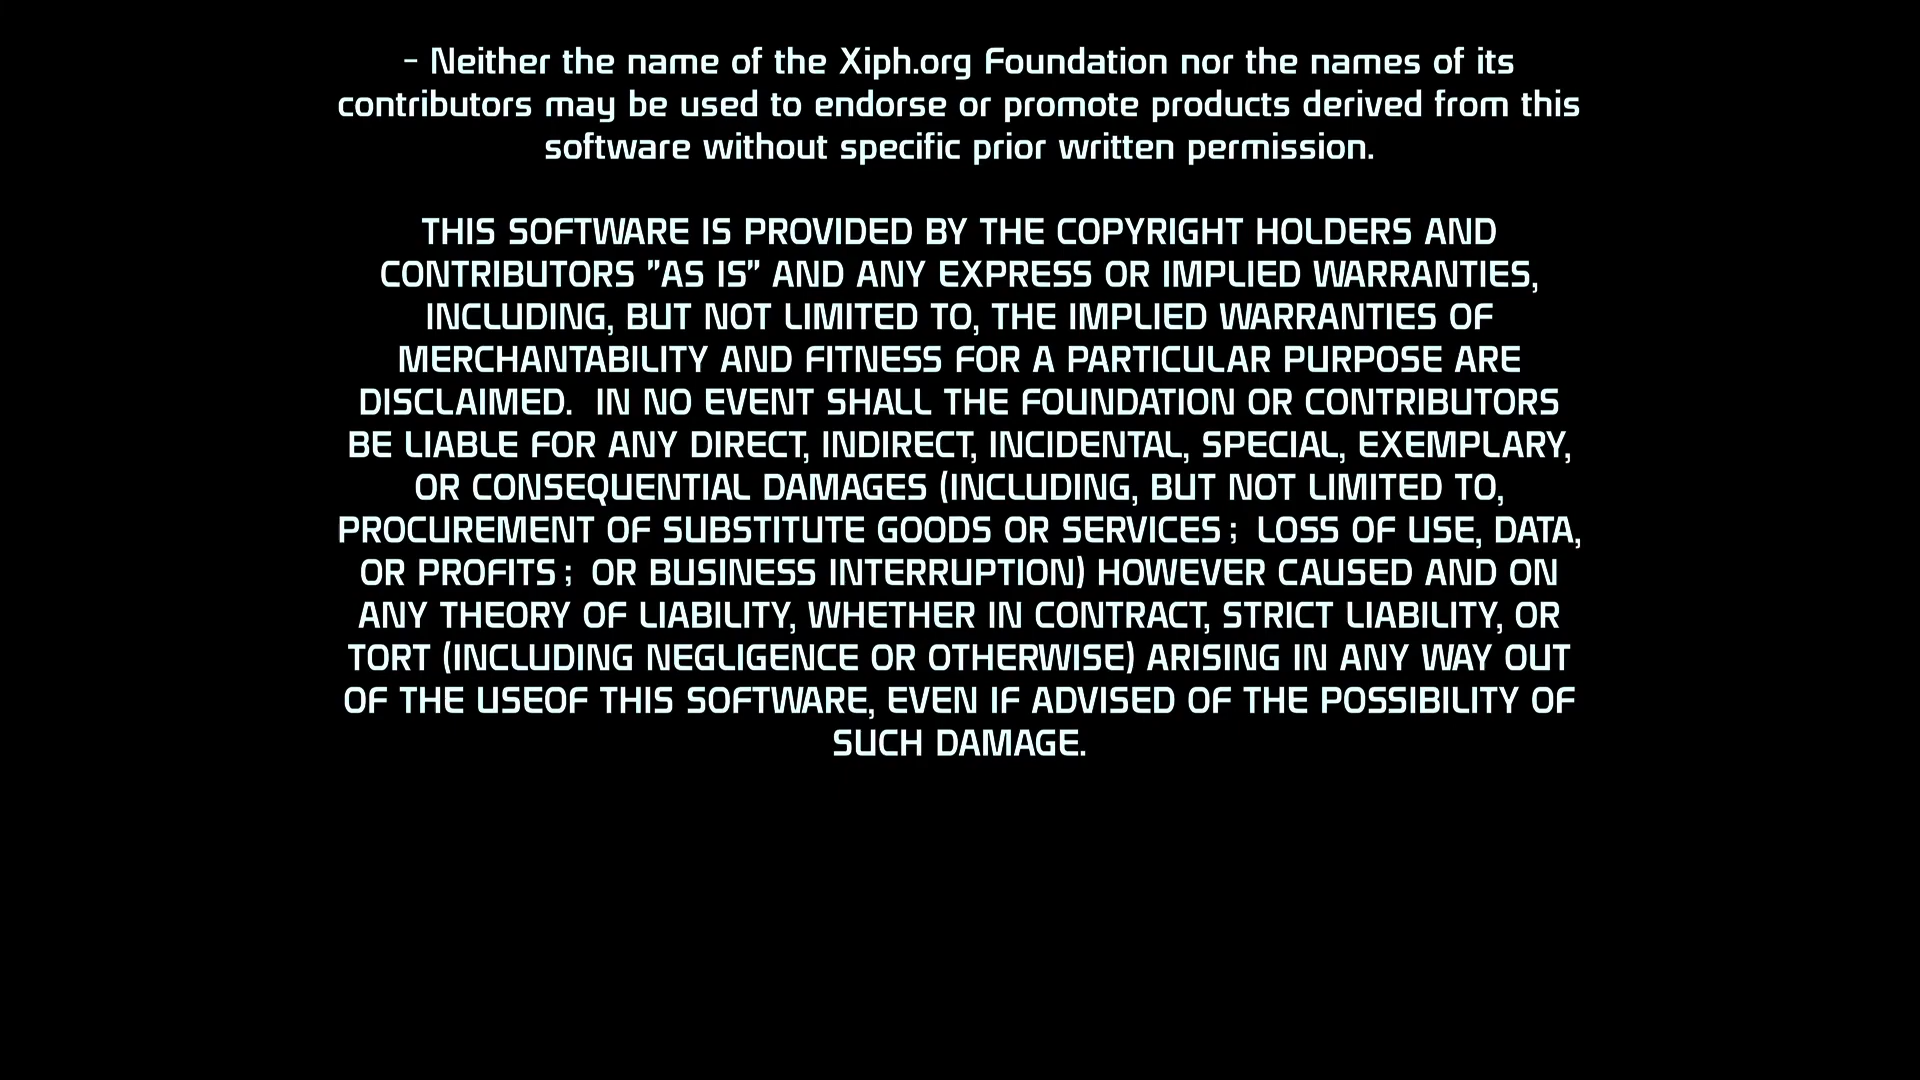 - Neither the name of the Xiph.org Foundation nor the names of its
contributors may be used to endorse or promote products derived from this
software without specific prior written permission.
THIS SOFTWARE IS PROVIDED BY THE COPYRIGHT HOLDERS AND
CONTRIBUTORS "AS IS" AND ANY EXPRESS OR IMPLIED WARRANTIES,
INCLUDING, BUT NOT LIMITED TO, THE IMPLIED WARRANTIES OF
MERCHANTABILITY AND FITNESS FOR A PARTICULAR PURPOSE ARE
DISCLAIMED.  IN NO EVENT SHALL THE FOUNDATION OR CONTRIBUTORS
BE LIABLE FOR ANY DIRECT, INDIRECT, INCIDENTAL, SPECIAL, EXEMPLARY,
OR CONSEQUENTIAL DAMAGES (INCLUDING, BUT NOT LIMITED TO,
PROCUREMENT OF SUBSTITUTE GOODS OR SERVICES ;  LOSS OF USE, DATA,
OR PROFITS ;  OR BUSINESS INTERRUPTION) HOWEVER CAUSED AND ON
ANY THEORY OF LIABILITY, WHETHER IN CONTRACT, STRICT LIABILITY, OR
TORT (INCLUDING NEGLIGENCE OR OTHERWISE) ARISING IN ANY WAY OUT
OF THE USEOF THIS SOFTWARE, EVEN IF ADVISED OF THE POSSIBILITY OF
SUCH DAMAGE.